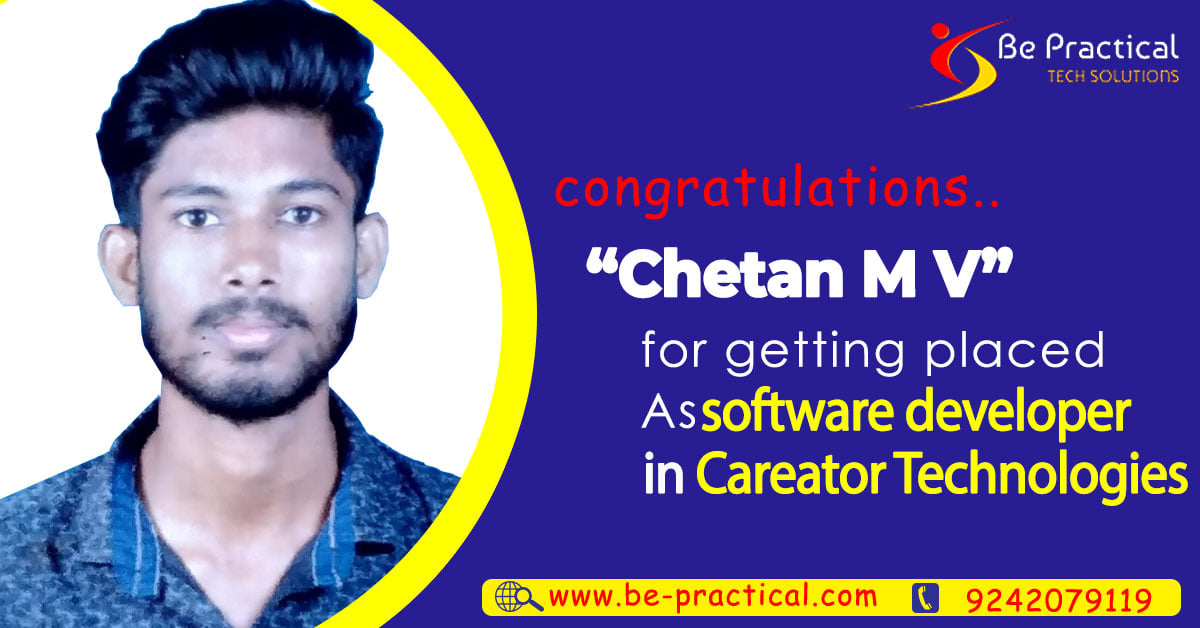 Be Practical
TECH SOLUTIONS
congratulations..
“Chetan M V”
for getting placed
As software developer
in Careator Technologies
www.be-practical.com 9242079119